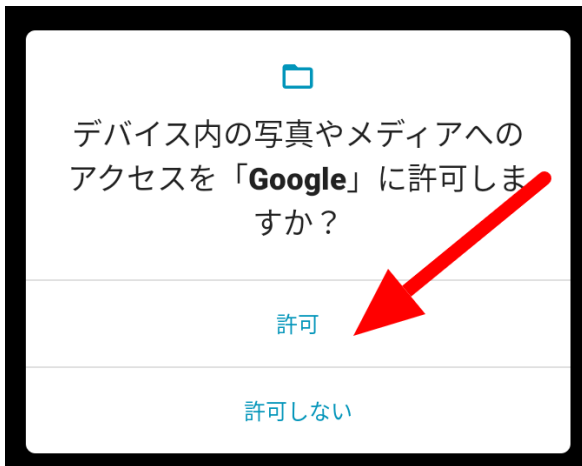 デバイス内の写真やメディアへの
アクセスを「Google」に許可しま
すか？
許可
許可しない